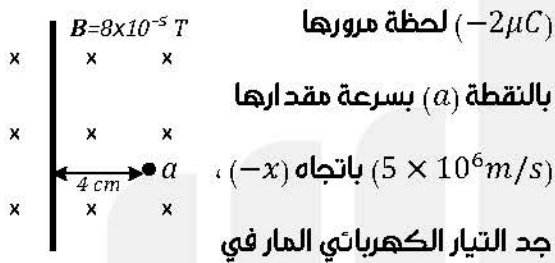 B=8x10⁻⁵ T
x x x
x x x
4 cm
a
x x x
(−2μC) لحظة مرورها
بالنقطة (a) بسرعة مقدارها
(5 × 10⁶m/s) باتجاه (−x) ،
جد التيار الكهربائي المار في